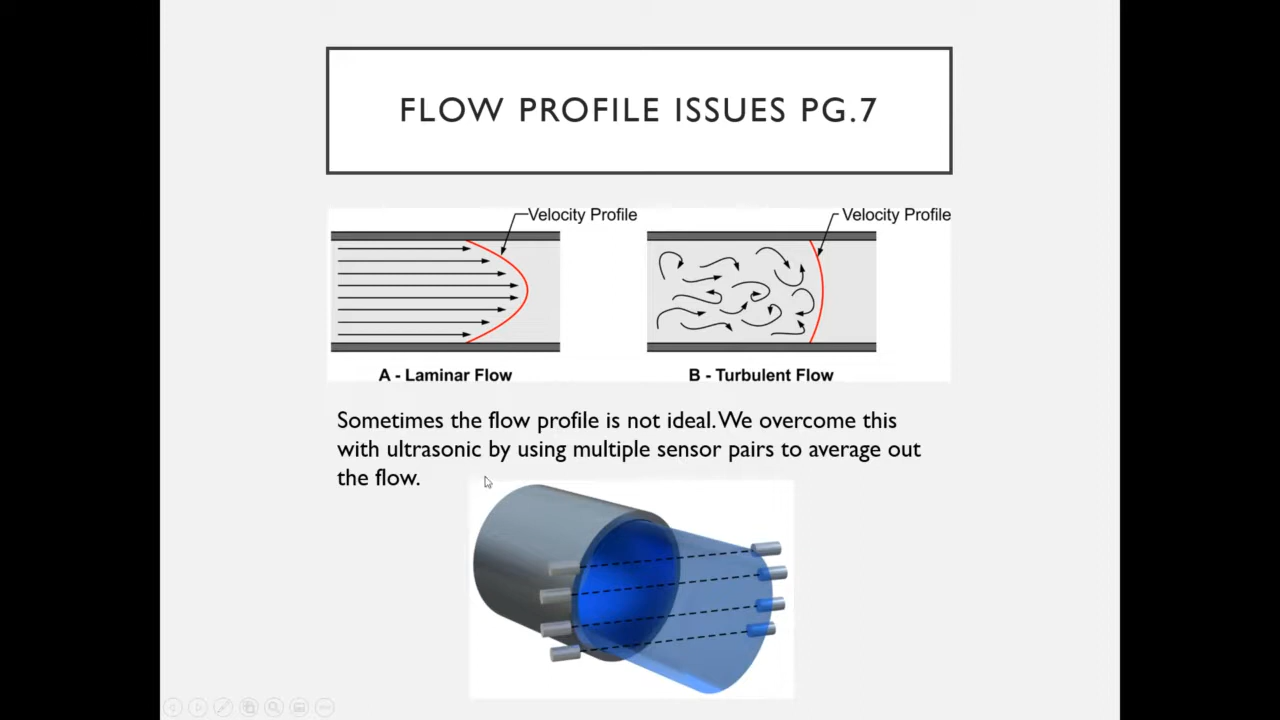 FLOW PROFILE ISSUES PG.7
Velocity Profile
Velocity Profile
A - Laminar Flow
B - Turbulent Flow
Sometimes the flow profile is not ideal. We overcome this
with ultrasonic by using multiple sensor pairs to average out
the flow.